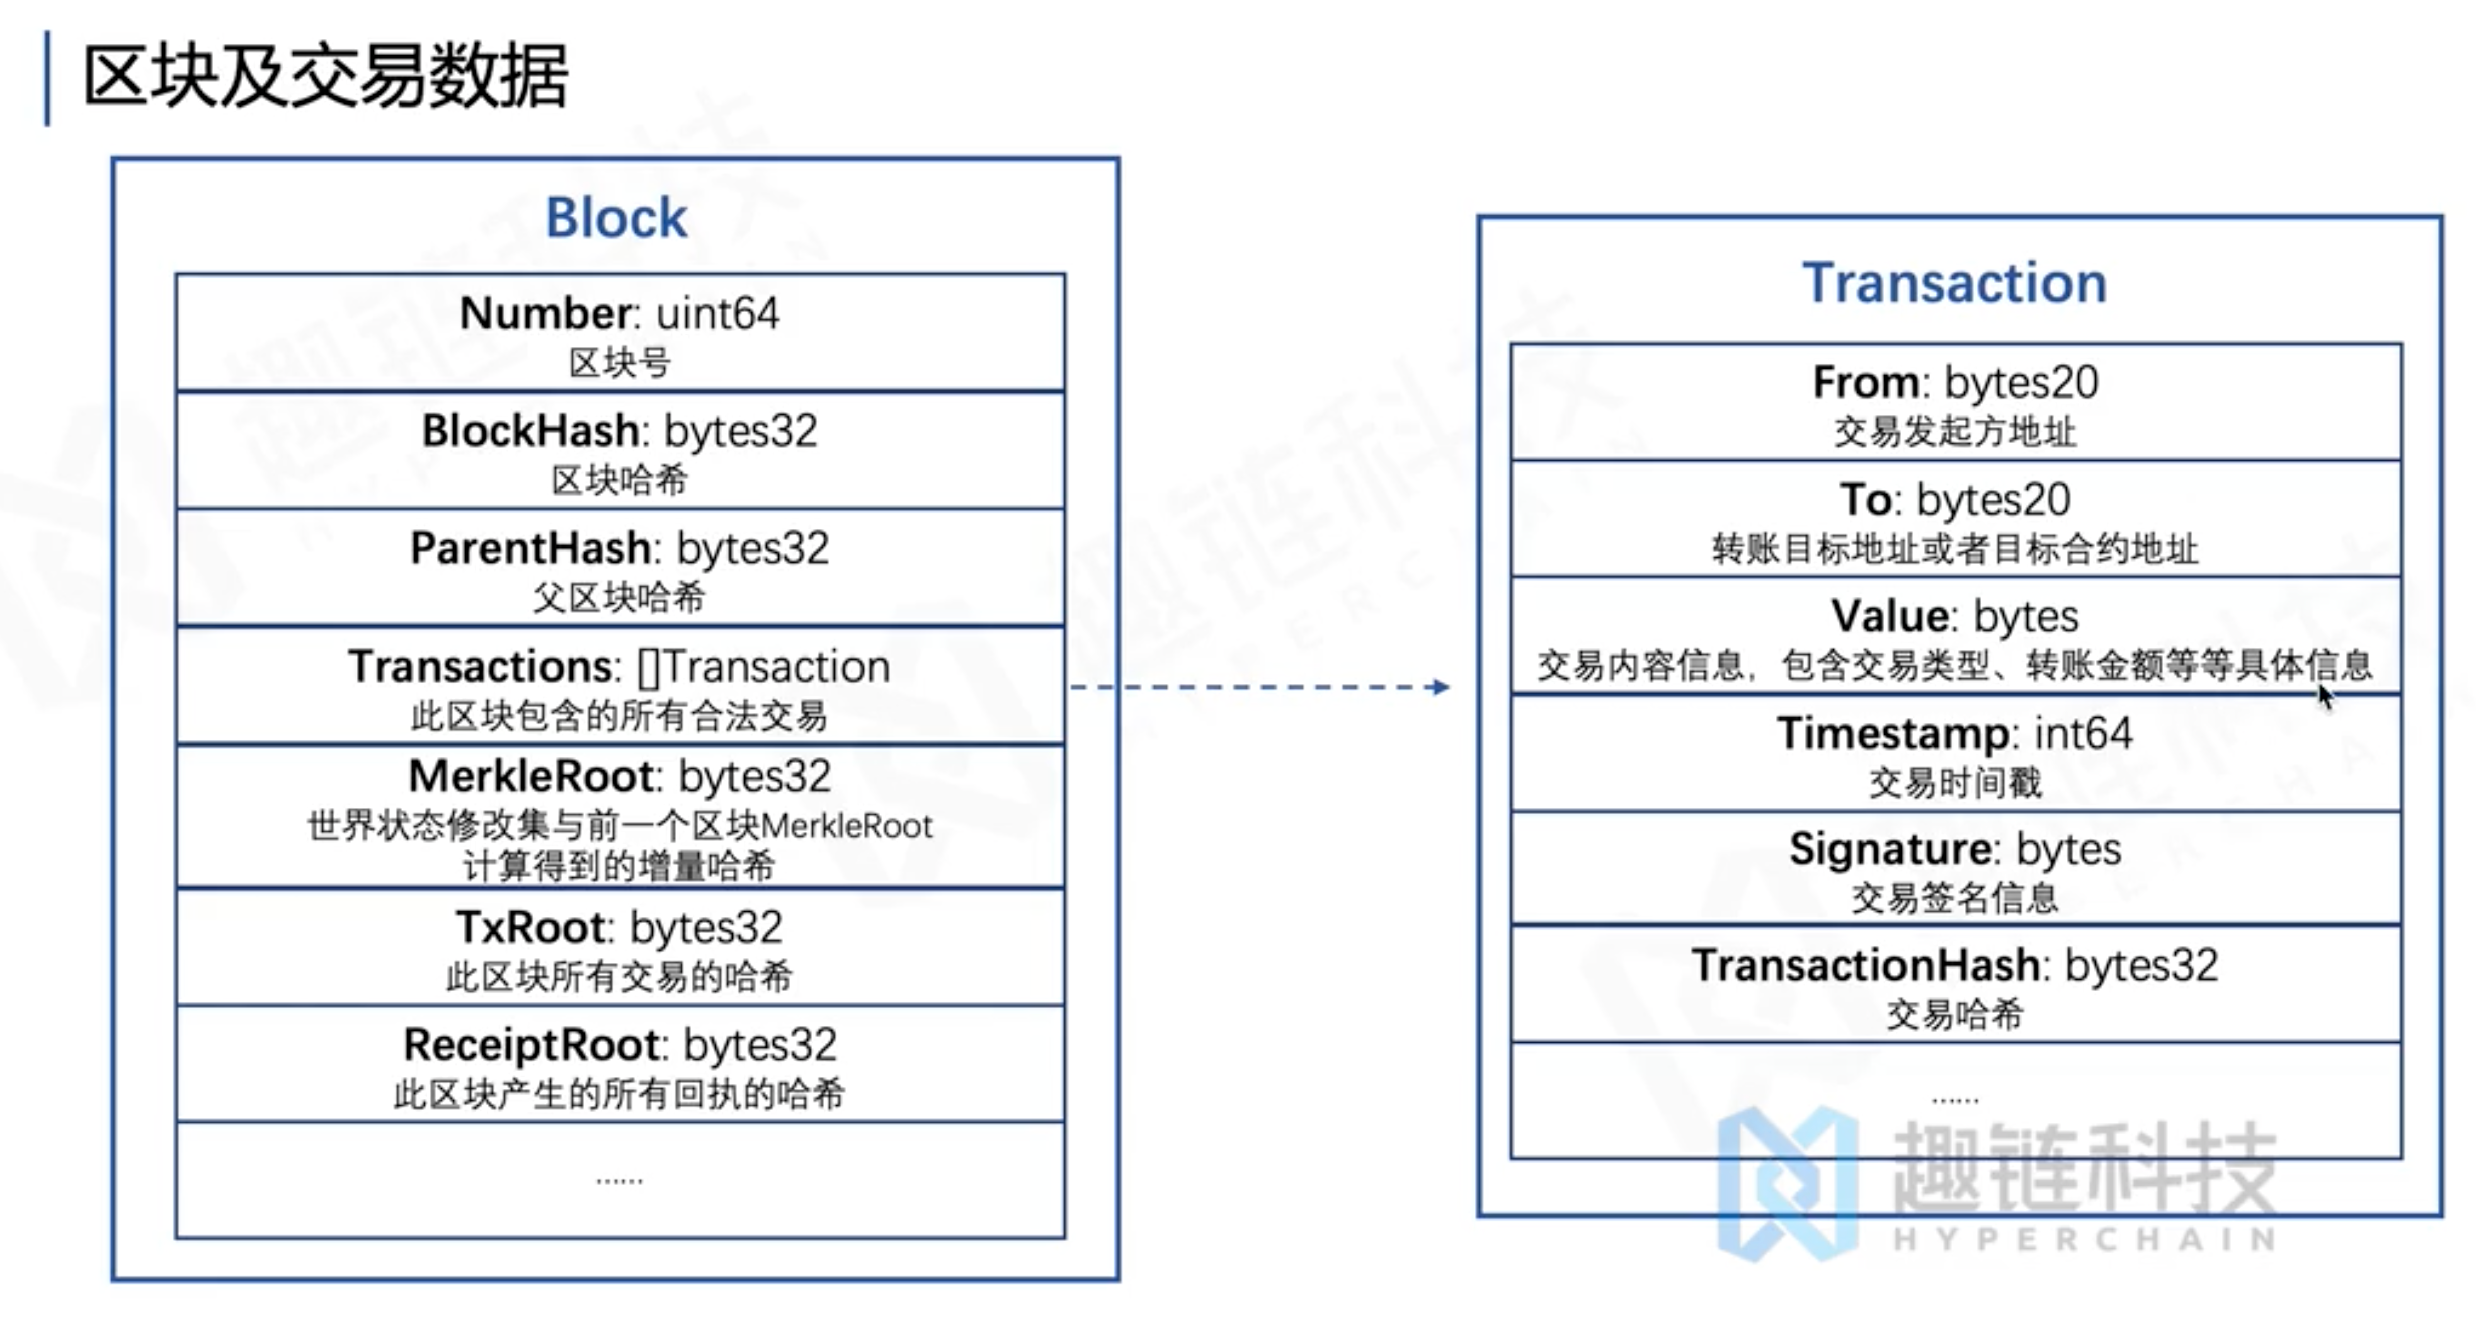 区块及交易数据
Block
Number: uint64
区块号
BlockHash: bytes32
区块哈希
ParentHash: bytes32
父区块哈希
Transactions: []Transaction
此区块包含的所有合法交易
MerkleRoot: bytes32
世界状态修改集与前一个区块MerkleRoot
计算得到的增量哈希
TxRoot: bytes32
此区块所有交易的哈希
ReceiptRoot: bytes32
此区块产生的所有回执的哈希
......
Transaction
From: bytes20
交易发起方地址
To: bytes20
转账目标地址或者目标合约地址
Value: bytes
交易内容信息，包含交易类型、转账金额等等具体信息
Timestamp: int64
交易时间戳
Signature: bytes
交易签名信息
TransactionHash: bytes32
交易哈希
......
趣链科技
HYPERCHAIN